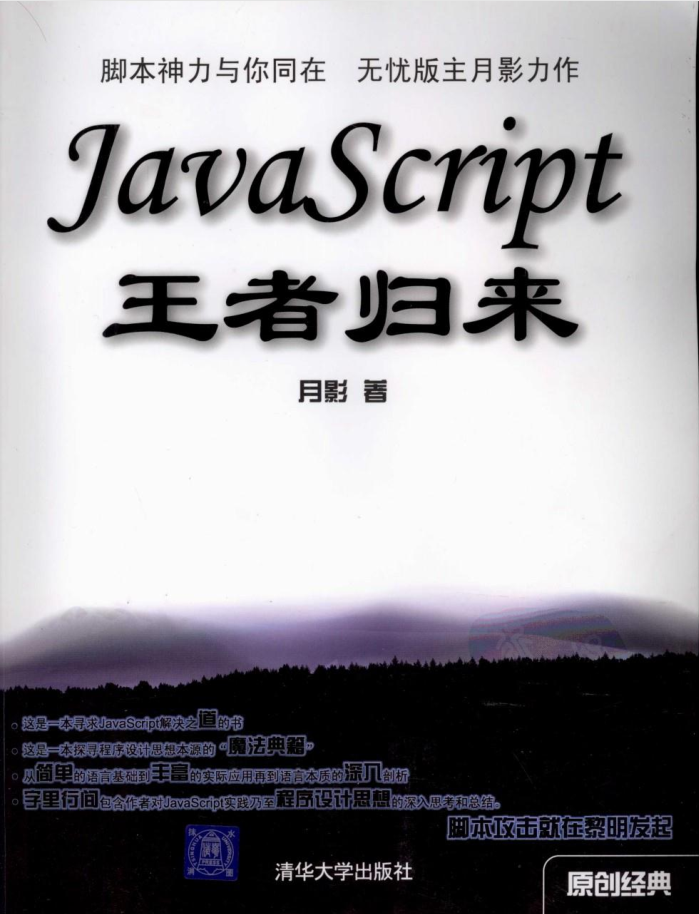 脚本神力与你同在 无忧版主月影力作
JavaScript
王者归来
月影 著
• 这是一本寻求JavaScript解决之道的书
• 这是一本探寻程序设计思想本源的“魔法典籍”
• 从简单的语言基础到丰富的实际应用再到语言本质的深入剖析
• 字里行间包含作者对JavaScript实践乃至程序设计思想的深入思考和总结。
脚本攻击就在黎明发起
清华大学出版社
原创经典